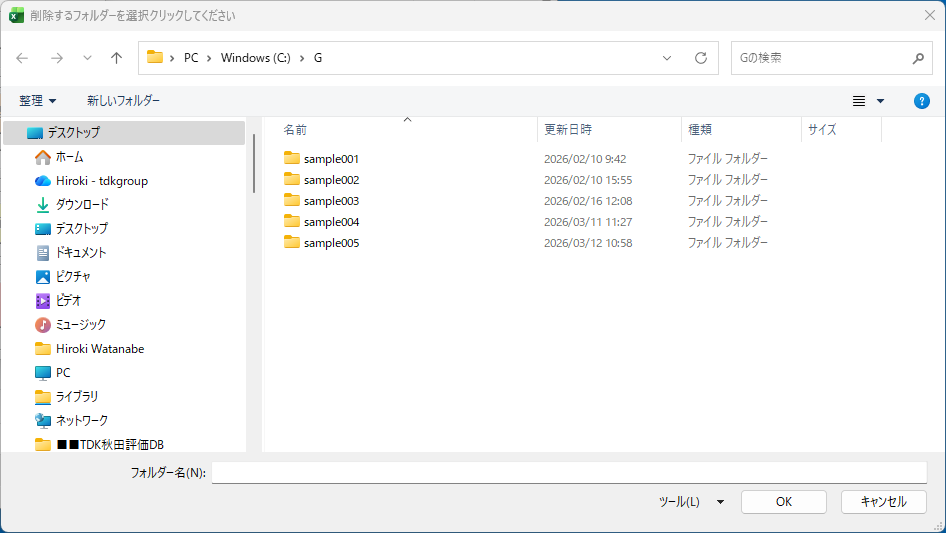 削除するフォルダーを選択クリックしてください
PC › Windows (C:) › G
Gの検索
整理 新しいフォルダー
名前 更新日時 種類 サイズ
sample001 2026/02/10 9:42 ファイル フォルダー
sample002 2026/02/10 15:55 ファイル フォルダー
sample003 2026/02/16 12:08 ファイル フォルダー
sample004 2026/03/11 11:27 ファイル フォルダー
sample005 2026/03/12 10:58 ファイル フォルダー
デスクトップ
ホーム
Hiroki - tdkgroup
ダウンロード
デスクトップ
ドキュメント
ピクチャ
ビデオ
ミュージック
Hiroki Watanabe
PC
ライブラリ
ネットワーク
■■TDK秋田評価DB
フォルダー名(N):
ツール(L) OK キャンセル